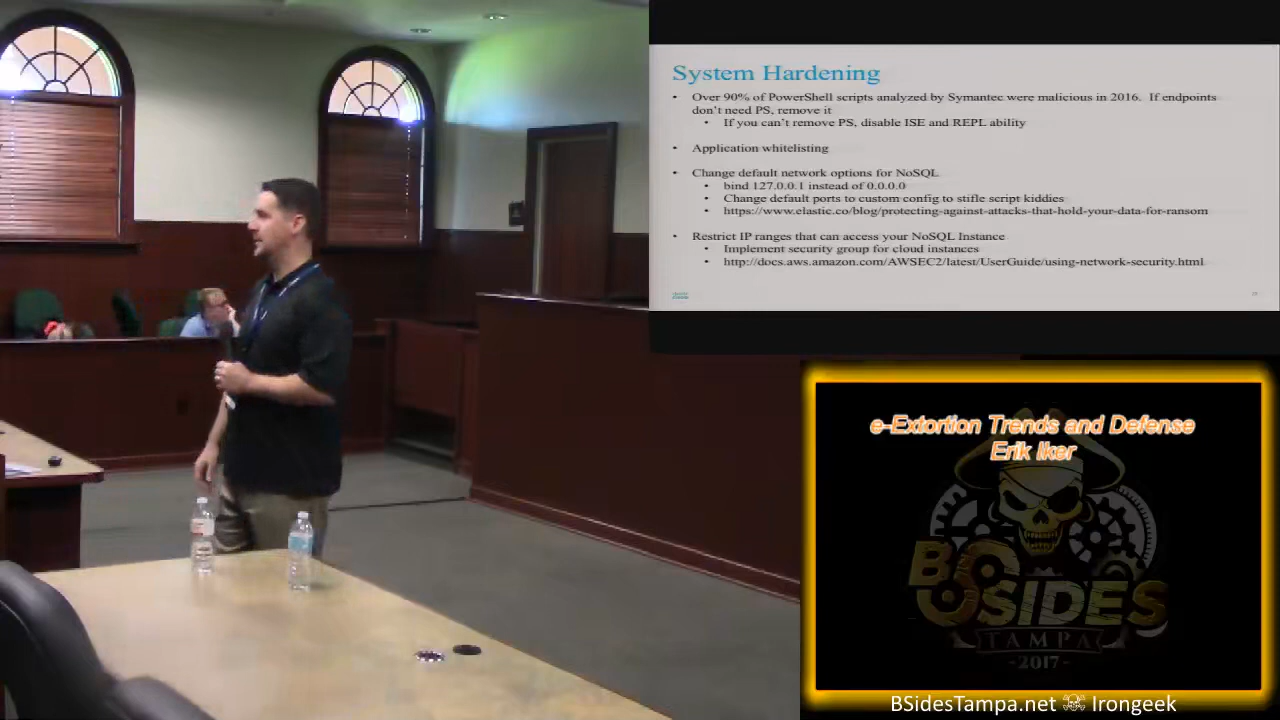 System Hardening
• Over 90% of PowerShell scripts analyzed by Symantec were malicious in 2016. If endpoints
don't need PS, remove it
• If you can't remove PS, disable ISE and REPL ability
• Application whitelisting
• Change default network options for NoSQL
• bind 127.0.0.1 instead of 0.0.0.0
• Change default ports to custom config to stifle script kiddies
• https://www.elastic.co/blog/protecting-against-attacks-that-hold-your-data-for-ransom
• Restrict IP ranges that can access your NoSQL Instance
• Implement security group for cloud instances
• http://docs.aws.amazon.com/AWSEC2/latest/UserGuide/using-network-security.html
e-Extortion Trends and Defense
Erik Iker
BSIDES
TAMPA
-2017-
BSidesTampa.net ☠ Irongeek